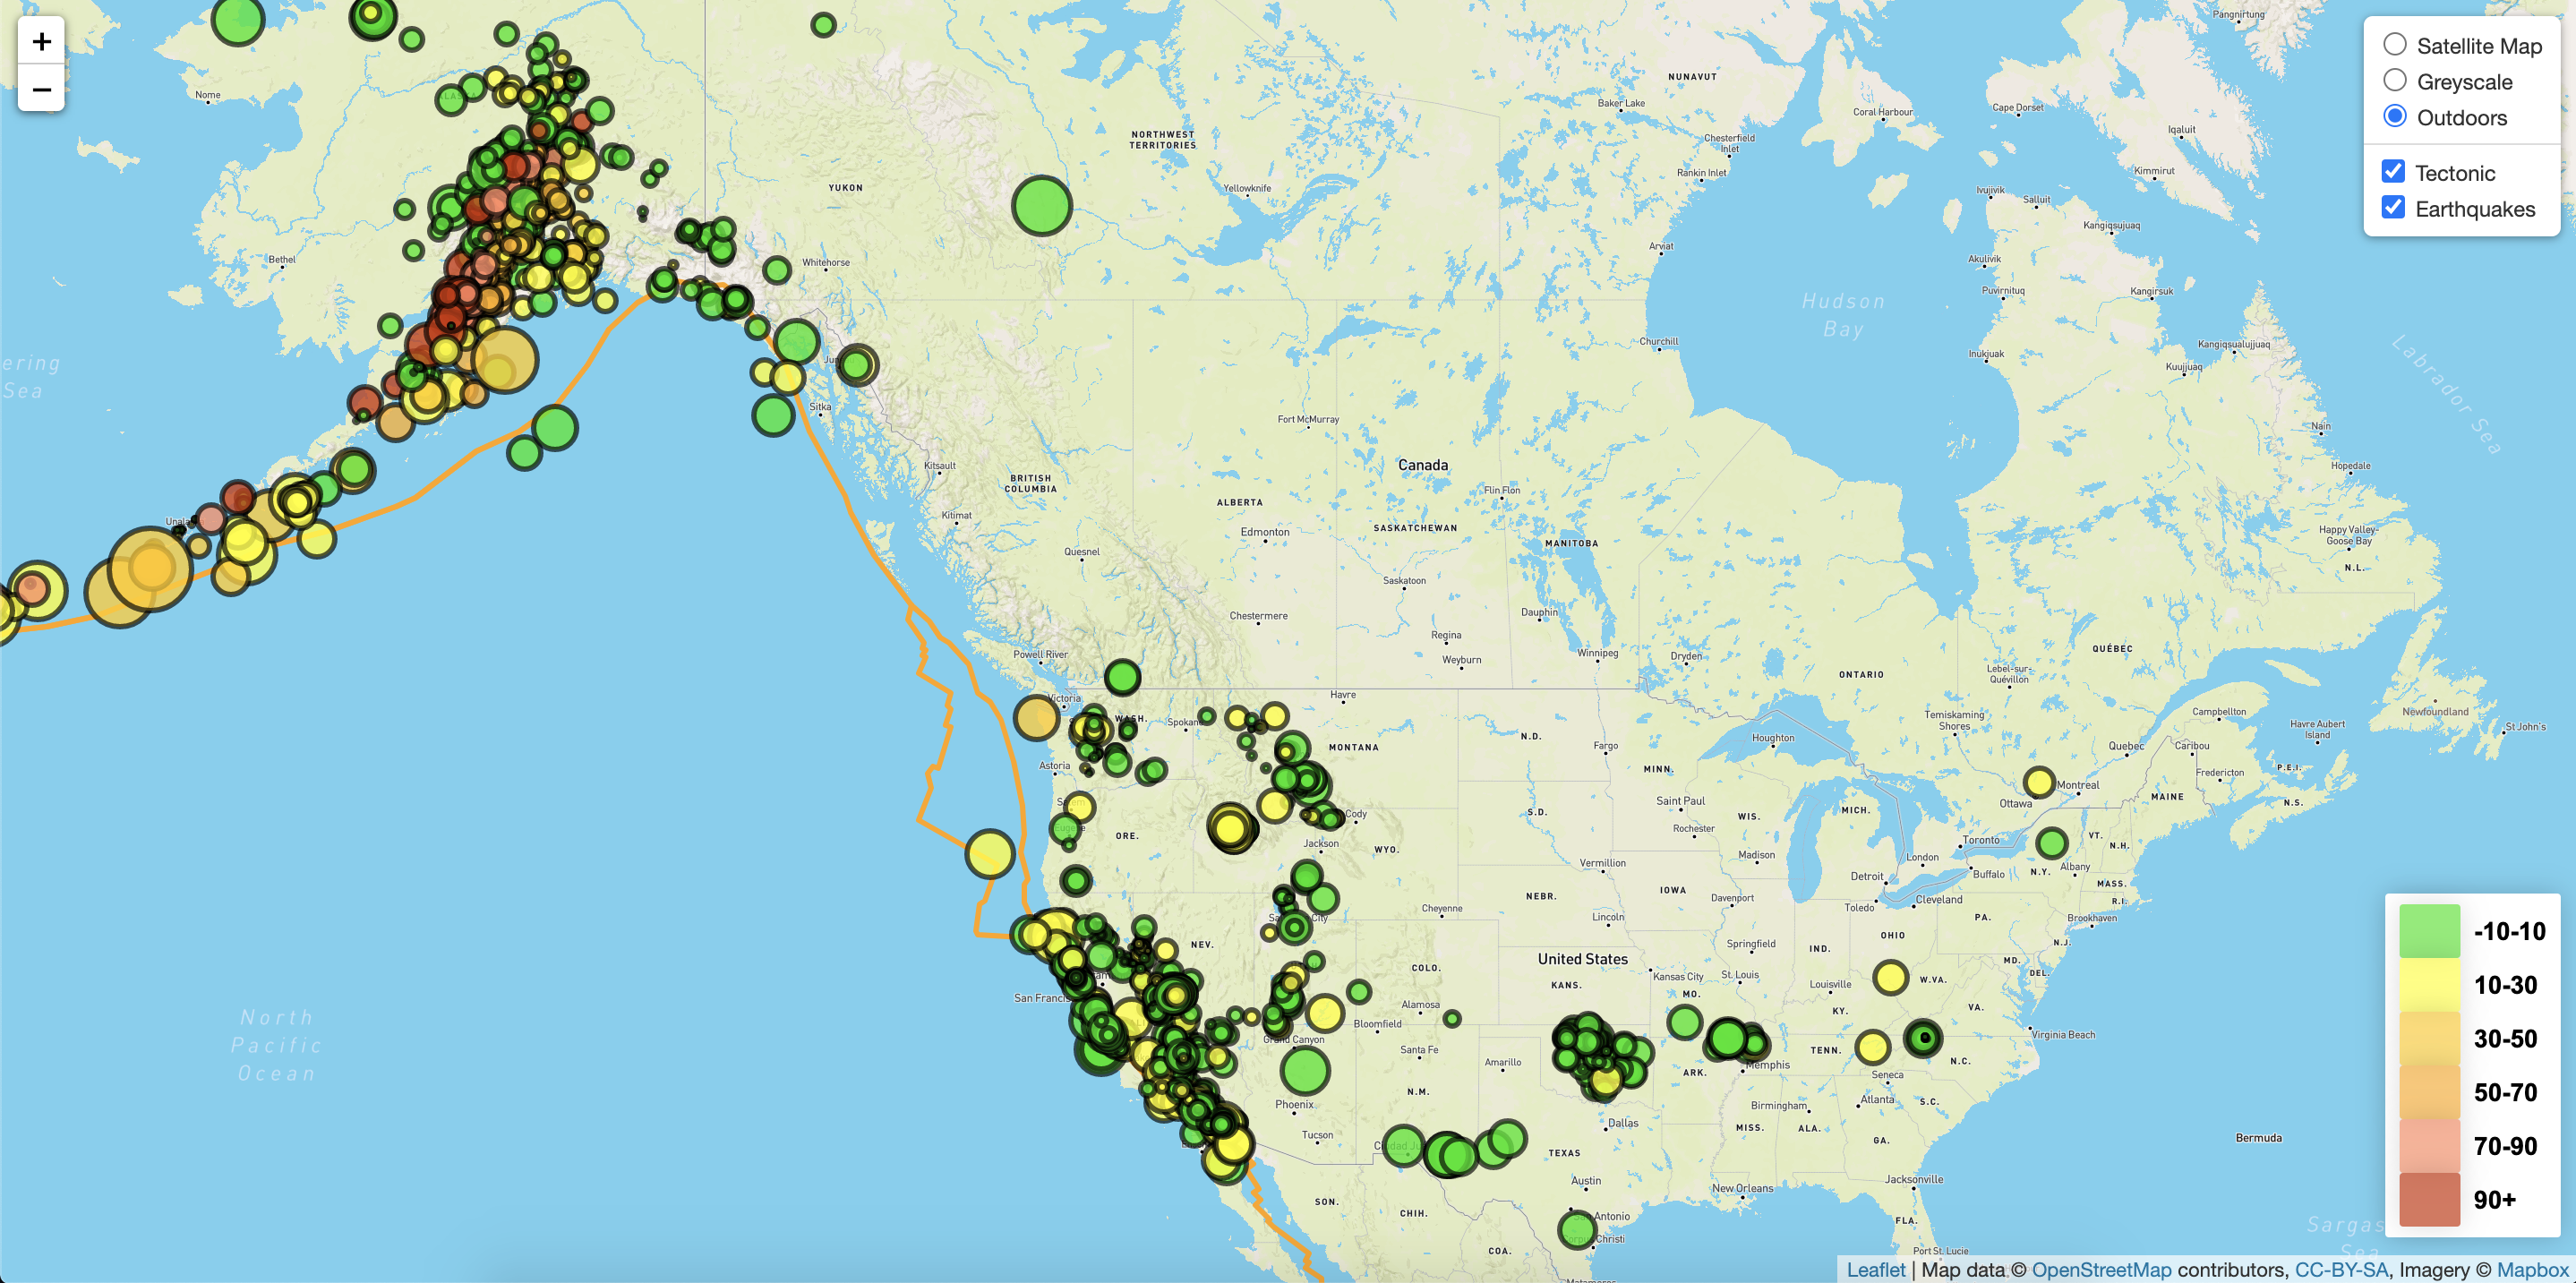 +
−
Satellite Map
Greyscale
Outdoors
Tectonic
Earthquakes
Pangnirtung
Nome
NUNAVUT
Baker Lake
Coral Harbour
Cape Dorset
Iqaluit
NORTHWEST
TERRITORIES
Chesterfield
Inlet
Rankin Inlet
Kimmirut
YUKON
Yellowknife
Ivujivik
Salluit
Kangiqsujuaq
Arviat
Bethel
Whitehorse
Akulivik
Puvirnituq
Kangirsuk
Hudson
Bay
Labrador Sea
Churchill
Inukjuak
Kangiqsualujjuaq
Kuujjuaq
ering
Sea
Sitka
Fort McMurray
Nain
Canada
Kitsault
BRITISH
COLUMBIA
Flin Flon
Hopedale
ALBERTA
Kitimat
SASKATCHEWAN
Edmonton
MANITOBA
Happy Valley-
Goose Bay
Quesnel
N.L.
Saskatoon
Chestermere
Dauphin
Regina
Weyburn
Winnipeg
Dryden
QUÉBEC
Powell River
ONTARIO
Lebel-sur-
Quévillon
Victoria
Havre
WASH.
Spokane
Temiskaming
Shores
Campbellton
Havre Aubert
Island
Newfoundland
St John's
N.D.
Fargo
MONTANA
Houghton
Quebec
Caribou
Astoria
MINN.
Fredericton
P.E.I.
Montreal
MAINE
Ottawa
N.S.
Salem
Eugene
ORE.
Cody
S.D.
Saint Paul
Rochester
WIS.
MICH.
Jackson
WYO.
Toronto
VT.
N.H.
Vermillion
Madison
London
Albany
Buffalo
N.Y.
MASS.
Detroit
NEBR.
IOWA
Davenport
Cheyenne
Toledo
Cleveland
R.I.
Lincoln
PA.
Brookhaven
NEV.
Springfield
IND.
OHIO
N.J.
United States
MD.
DEL.
COLO.
Kansas City
St. Louis
KANS.
Louisville
W.VA.
San Francis
MO.
Alamosa
KY.
VA.
North
Pacific
Ocean
Bloomfield
Grand Canyon
Virginia Beach
Santa Fe
Amarillo
TENN.
N.C.
ARK.
Memphis
Seneca
N.M.
Phoenix
Birmingham
Atlanta
S.C.
Dallas
MISS.
ALA.
GA.
Tucson
TEXAS
Bermuda
Austin
New Orleans
Jacksonville
SON.
CHIH.
San Antonio
FLA.
Sargas
Sea
COA.
Port St. Lucie
-10-10
10-30
30-50
50-70
70-90
90+
Leaflet | Map data © OpenStreetMap contributors, CC-BY-SA, Imagery © Mapbox